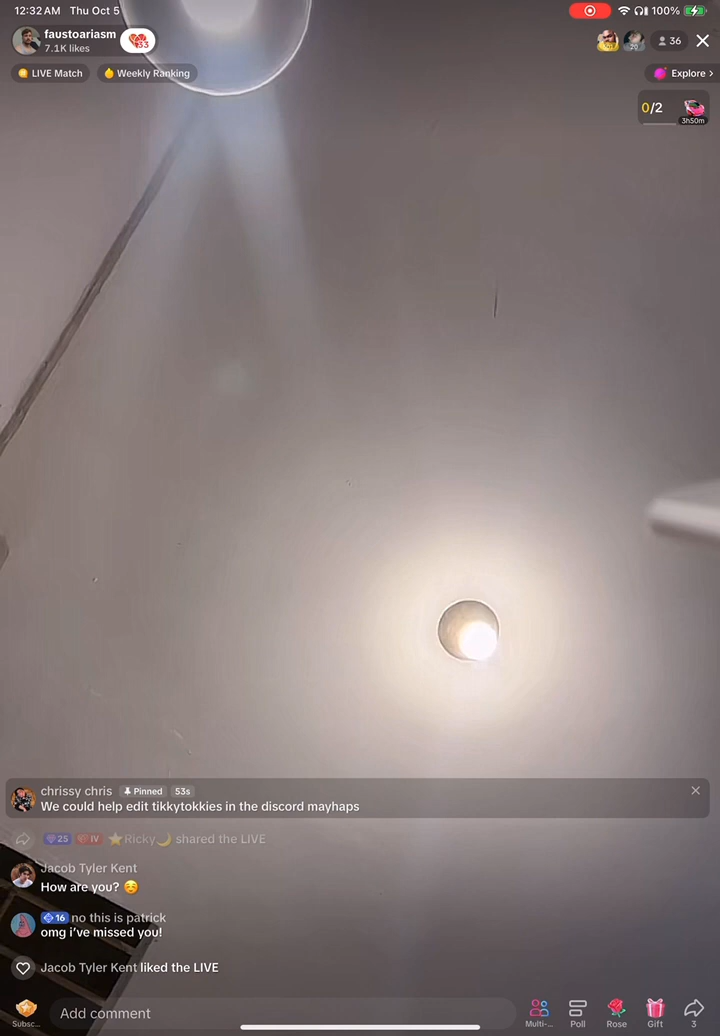 12:32 AM Thu Oct 5
100%
faustoariasm
7.1K likes
33
20
36
LIVE Match
Weekly Ranking
Explore >
0/2
3h50m
chrissy chris Pinned 53s
We could help edit tikkytokkies in the discord mayhaps
25 IV ⭐Ricky🌙 shared the LIVE
Jacob Tyler Kent
How are you? ☺️
16 no this is patrick
omg i've missed you!
Jacob Tyler Kent liked the LIVE
Subsc...
Add comment
Multi-...
Poll
Rose
Gift
3